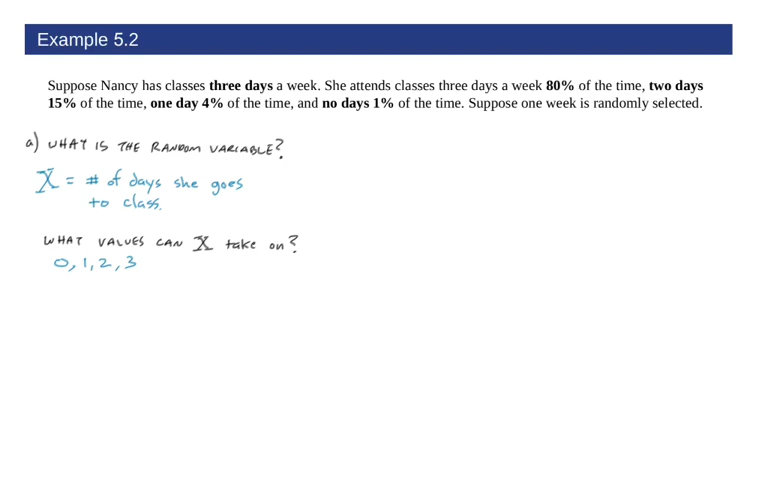 Example 5.2
Suppose Nancy has classes three days a week. She attends classes three days a week 80% of the time, two days
15% of the time, one day 4% of the time, and no days 1% of the time. Suppose one week is randomly selected.
a) WHAT IS THE RANDOM VARIABLE?
X = # of days she goes
to class.
WHAT VALUES CAN X take on?
0, 1, 2, 3